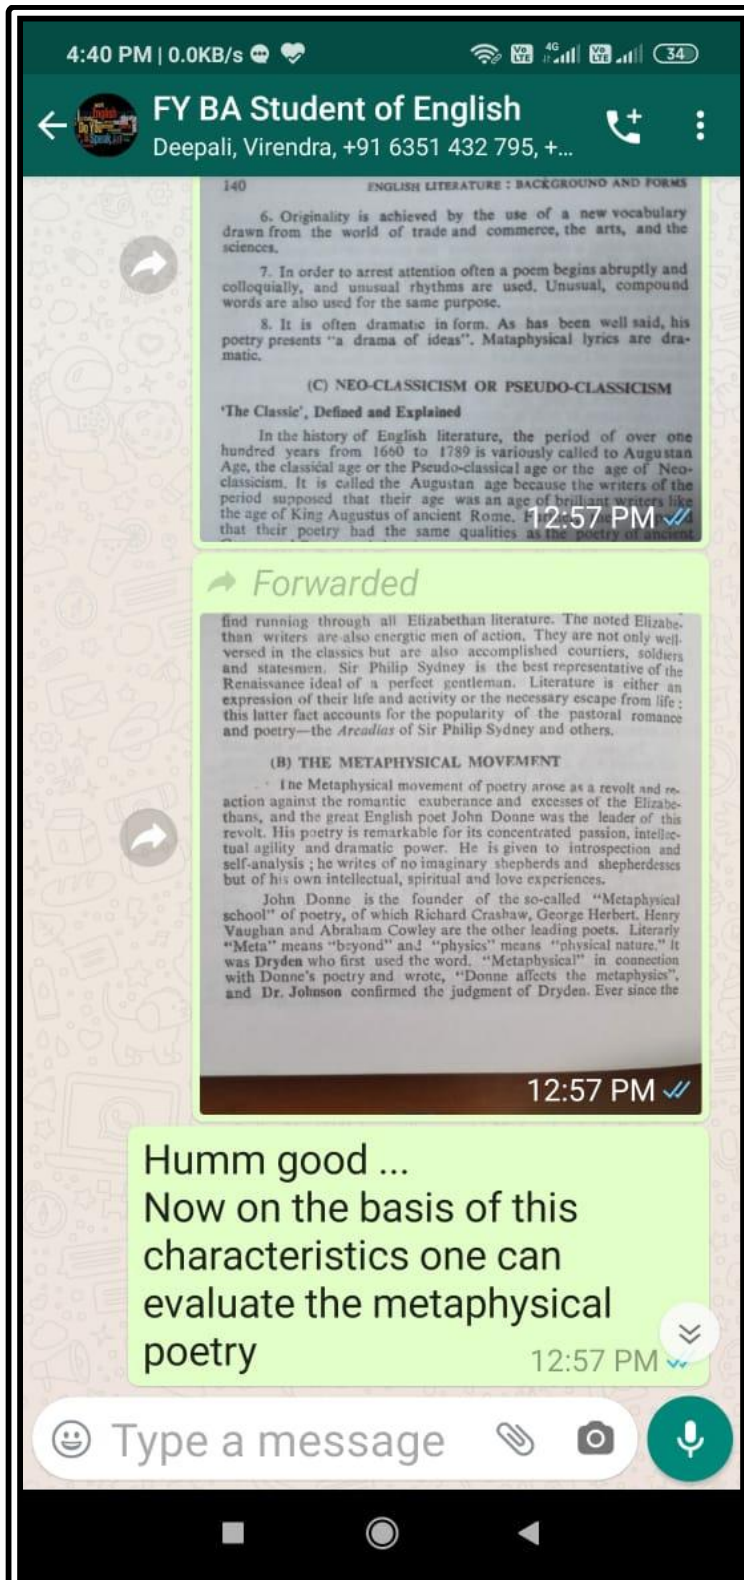 4:40 PM | 0.0KB/s
4G
Vo LTE
Vo LTE
34
FY BA Student of English
Deepali, Virendra, +91 6351 432 795, +...
140 ENGLISH LITERATURE : BACKGROUND AND FORMS
6. Originality is achieved by the use of a new vocabulary
drawn from the world of trade and commerce, the arts, and the
sciences.
7. In order to arrest attention often a poem begins abruptly and
colloquially, and unusual rhythms are used. Unusual, compound
words are also used for the same purpose.
8. It is often dramatic in form. As has been well said, his
poetry presents "a drama of ideas". Mataphysical lyrics are dra-
matic.
(C) NEO-CLASSICISM OR PSEUDO-CLASSICISM
'The Classic', Defined and Explained
In the history of English literature, the period of over one
hundred years from 1660 to 1789 is variously called to Augustan
Age, the classical age or the Pseudo-classical age or the age of Neo-
classicism. It is called the Augustan age because the writers of the
period supposed that their age was an age of brilliant writers like
the age of King Augustus of ancient Rome.
12:57 PM
that their poetry had the same qualities as the poetry of ancient
Forwarded
find running through all Elizabethan literature. The noted Elizabe-
than writers are also energtic men of action. They are not only well-
versed in the classics but are also accomplished courtiers, soldiers
and statesmen. Sir Philip Sydney is the best representative of the
Renaissance ideal of a perfect gentleman. Literature is either an
expression of their life and activity or the necessary escape from life ;
this latter fact accounts for the popularity of the pastoral romance
and poetry—the Arcadias of Sir Philip Sydney and others.
(B) THE METAPHYSICAL MOVEMENT
The Metaphysical movement of poetry arose as a revolt and re-
action against the romantic exuberance and excesses of the Elizabe-
thans, and the great English poet John Donne was the leader of this
revolt. His poetry is remarkable for its concentrated passion, intellec-
tual agility and dramatic power. He is given to introspection and
self-analysis ; he writes of no imaginary shepherds and shepherdesses
but of his own intellectual, spiritual and love experiences.
John Donne is the founder of the so-called "Metaphysical
school" of poetry, of which Richard Crashaw, George Herbert, Henry
Vaughan and Abraham Cowley are the other leading poets. Literarly
"Meta" means "beyond" and "physics" means "physical nature." It
was Dryden who first used the word, "Metaphysical" in connection
with Donne's poetry and wrote, "Donne affects the metaphysics",
and Dr. Johnson confirmed the judgment of Dryden. Ever since the
12:57 PM
Humm good ...
Now on the basis of this
characteristics one can
evaluate the metaphysical
poetry
12:57 PM
Type a message